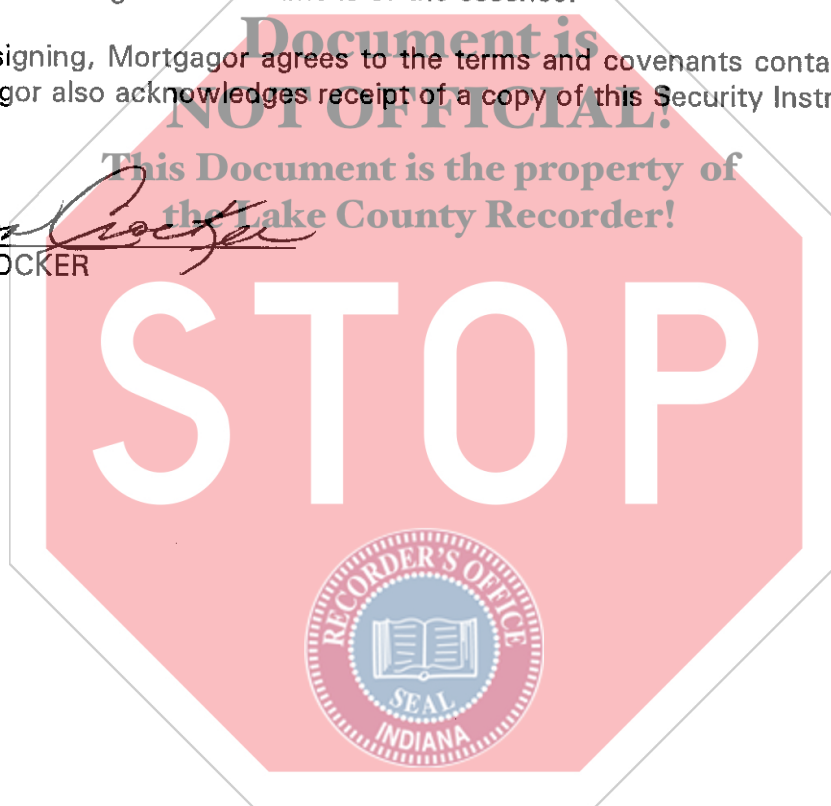 Document is
signing, Mortgagor agrees to the terms and covenants conta
gor also acknowledges receipt of a copy of this Security Instr
NOT OFFICIAL!
This Document is the property of
the Lake County Recorder!
Crocker
OCKER
STOP
RECORDER'S OFFICE
SEAL
INDIANA